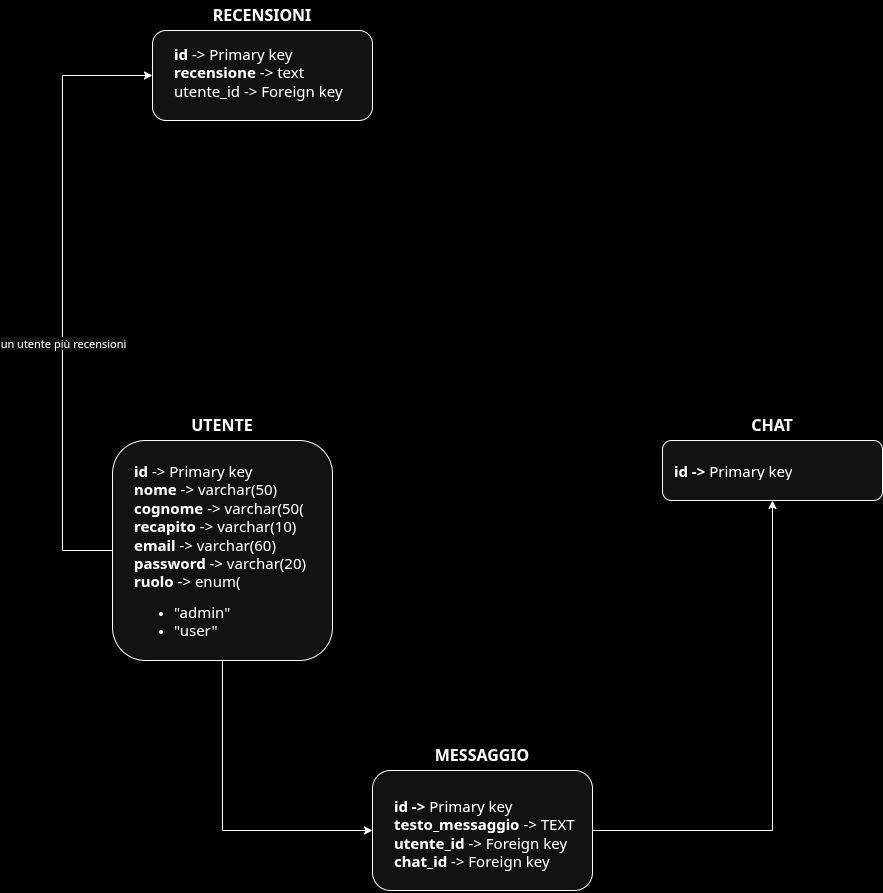 RECENSIONI
id -> Primary key
recensione -> text
utente_id -> Foreign key
un utente più recensioni
UTENTE
id -> Primary key
nome -> varchar(50)
cognome -> varchar(50(
recapito -> varchar(10)
email -> varchar(60)
password -> varchar(20)
ruolo -> enum(
• "admin"
• "user"
CHAT
id -> Primary key
MESSAGGIO
id -> Primary key
testo_messaggio -> TEXT
utente_id -> Foreign key
chat_id -> Foreign key